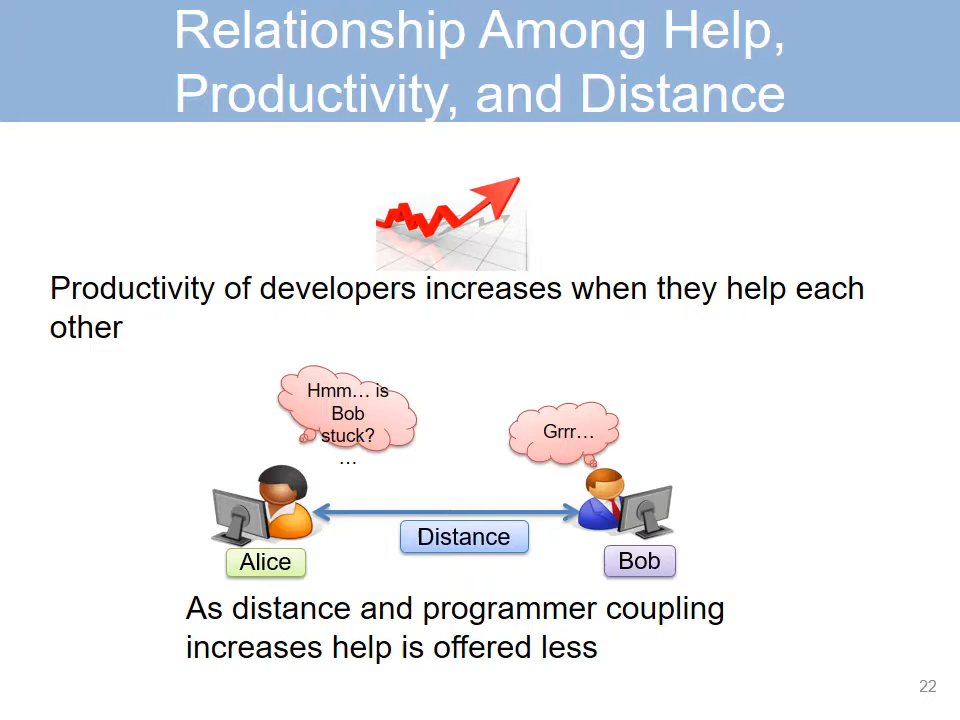 Relationship Among Help,
Productivity, and Distance
Productivity of developers increases when they help each
other
Hmm… is
Bob
stuck?
…
Grrr…
Distance
Alice
Bob
As distance and programmer coupling
increases help is offered less
22